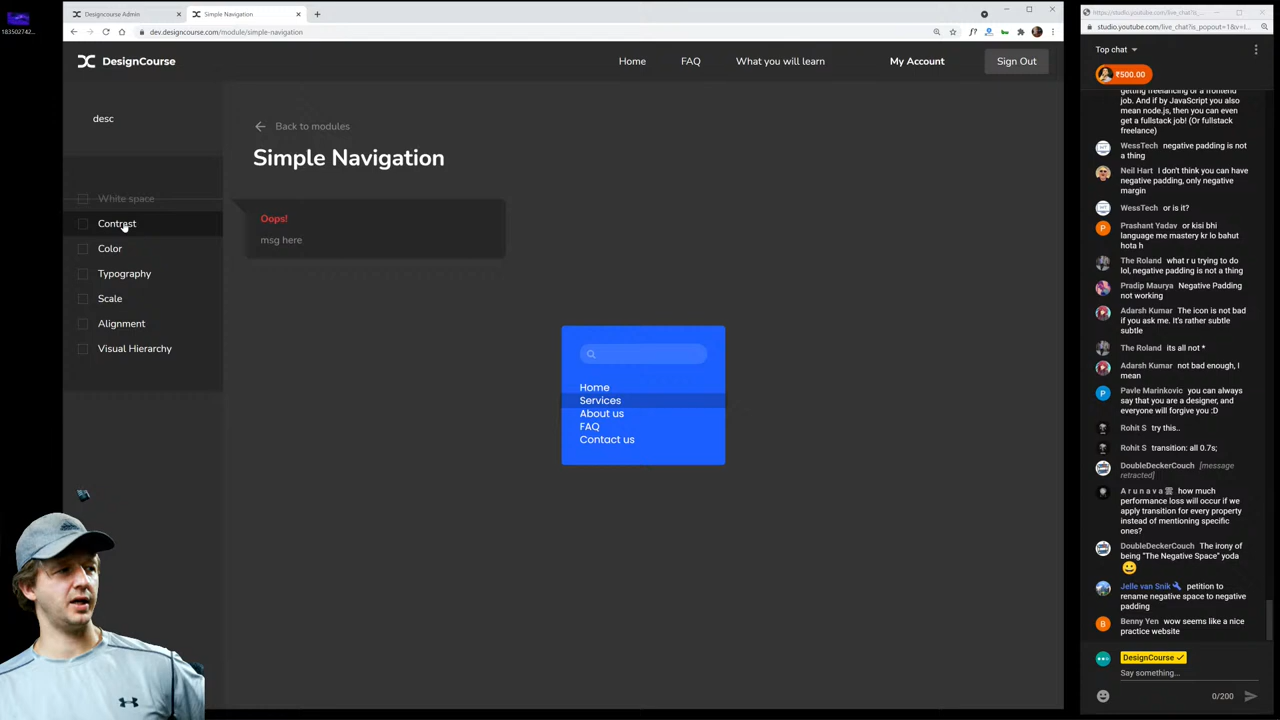 Designcourse Admin
Simple Navigation
https://studio.youtube.com/live_chat?is_popout=1&v=
183502742...
dev.designcourse.com/module/simple-navigation
studio.youtube.com/live_chat?is_popout=1&v=l...
DesignCourse
Home
FAQ
What you will learn
My Account
Sign Out
Top chat
₹500.00
desc
Back to modules
Simple Navigation
White space
Contrast
Color
Typography
Scale
Alignment
Visual Hierarchy
Oops!
msg here
Home
Services
About us
FAQ
Contact us
getting freelancing or a frontend
job. And if by JavaScript you also
mean node.js, then you can even
get a fullstack job! (Or fullstack
freelance)
WessTech negative padding is not
a thing
Neil Hart I don't think you can have
negative padding, only negative
margin
WessTech or is it?
Prashant Yadav or kisi bhi
language me mastery kr lo bahut
hota h
The Roland what r u trying to do
lol, negative padding is not a thing
Pradip Maurya Negative Padding
not working
Adarsh Kumar The icon is not bad
if you ask me. It's rather subtle
subtle
The Roland its all not *
Adarsh Kumar not bad enough, I
mean
Pavle Marinkovic you can always
say that you are a designer, and
everyone will forgive you :D
Rohit S try this..
Rohit S transition: all 0.7s;
DoubleDeckerCouch [message
retracted]
A r u n a v a how much
performance loss will occur if we
apply transition for every property
instead of mentioning specific
ones?
DoubleDeckerCouch The irony of
being "The Negative Space" yoda
😀
Jelle van Snik petition to
rename negative space to negative
padding
Benny Yen wow seems like a nice
practice website
DesignCourse
Say something...
0/200